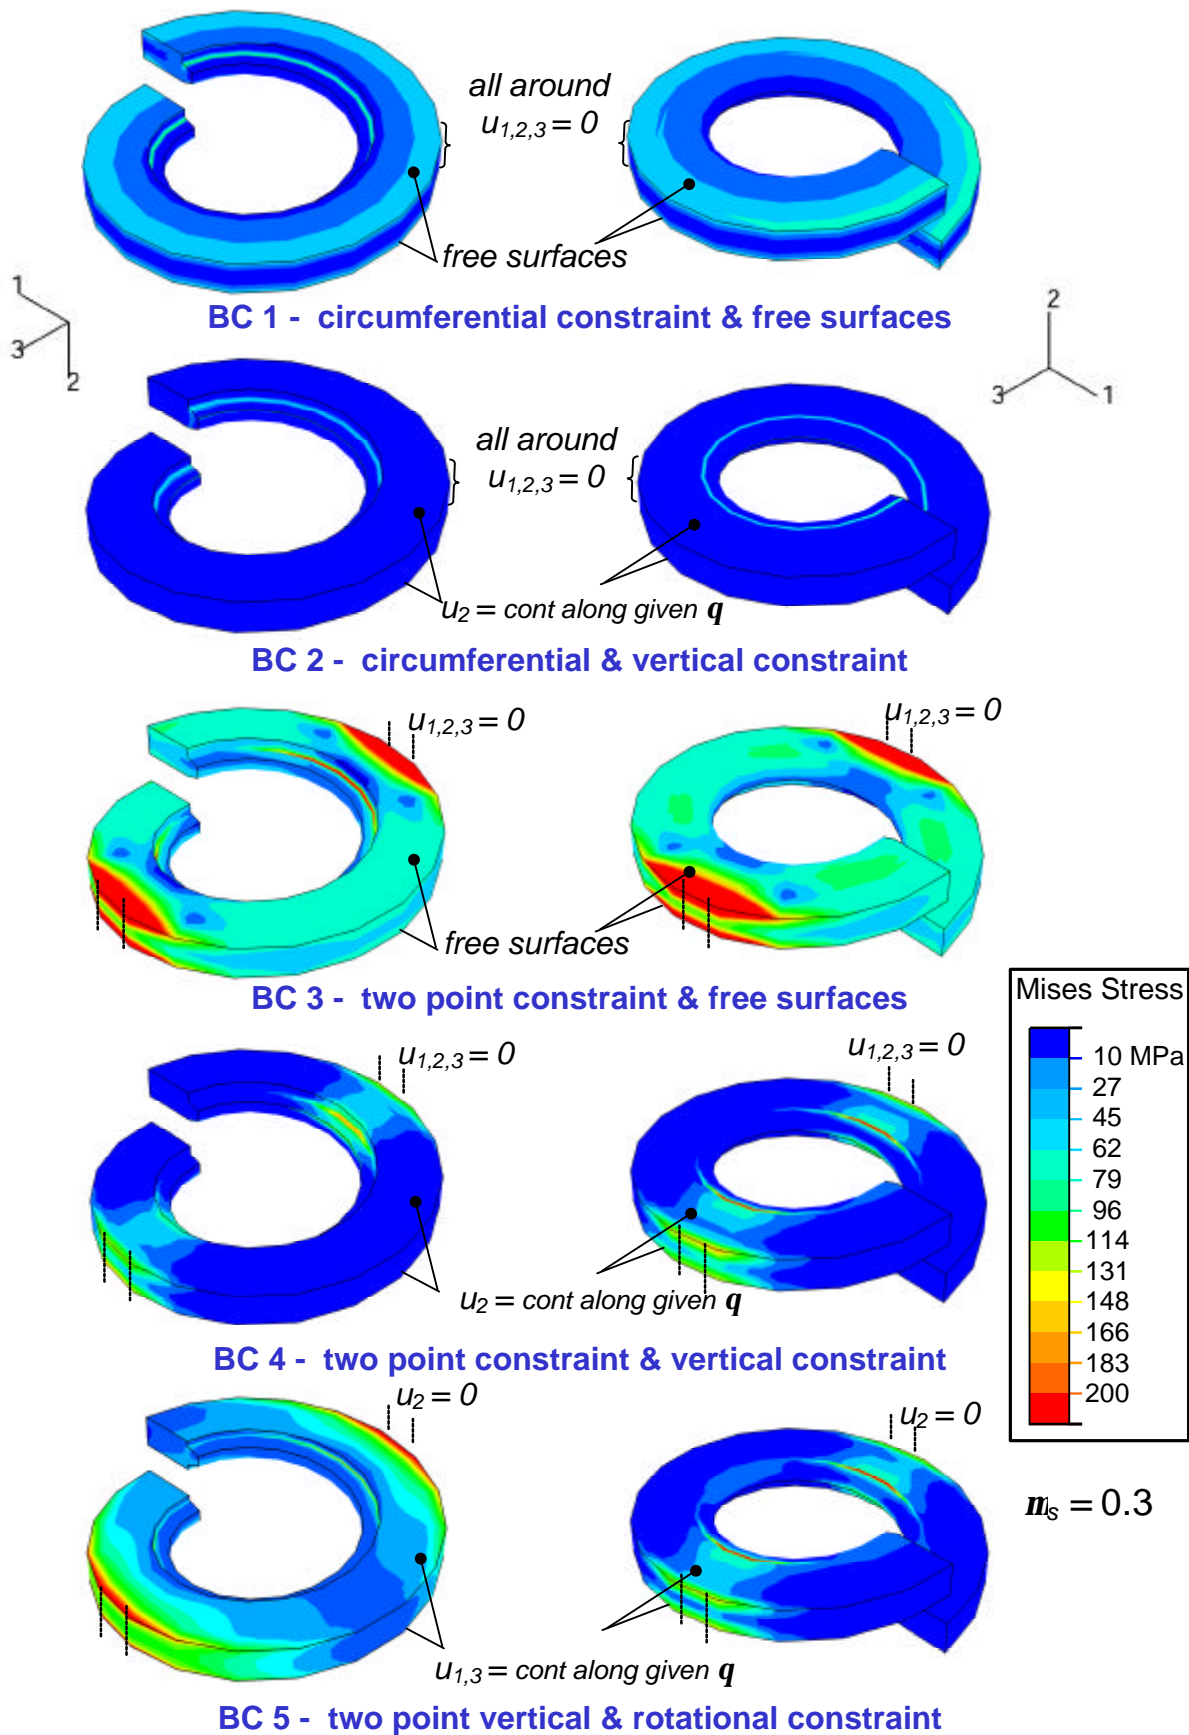 all around
u1,2,3 = 0
free surfaces
BC 1 - circumferential constraint & free surfaces
1
3
2
2
3
1
all around
u1,2,3 = 0
u2 = cont along given q
BC 2 - circumferential & vertical constraint
u1,2,3 = 0
u1,2,3 = 0
free surfaces
BC 3 - two point constraint & free surfaces
Mises Stress
10 MPa
27
45
62
79
96
114
131
148
166
183
200
u1,2,3 = 0
u1,2,3 = 0
u2 = cont along given q
BC 4 - two point constraint & vertical constraint
u2 = 0
u2 = 0
ms = 0.3
u1,3 = cont along given q
BC 5 - two point vertical & rotational constraint